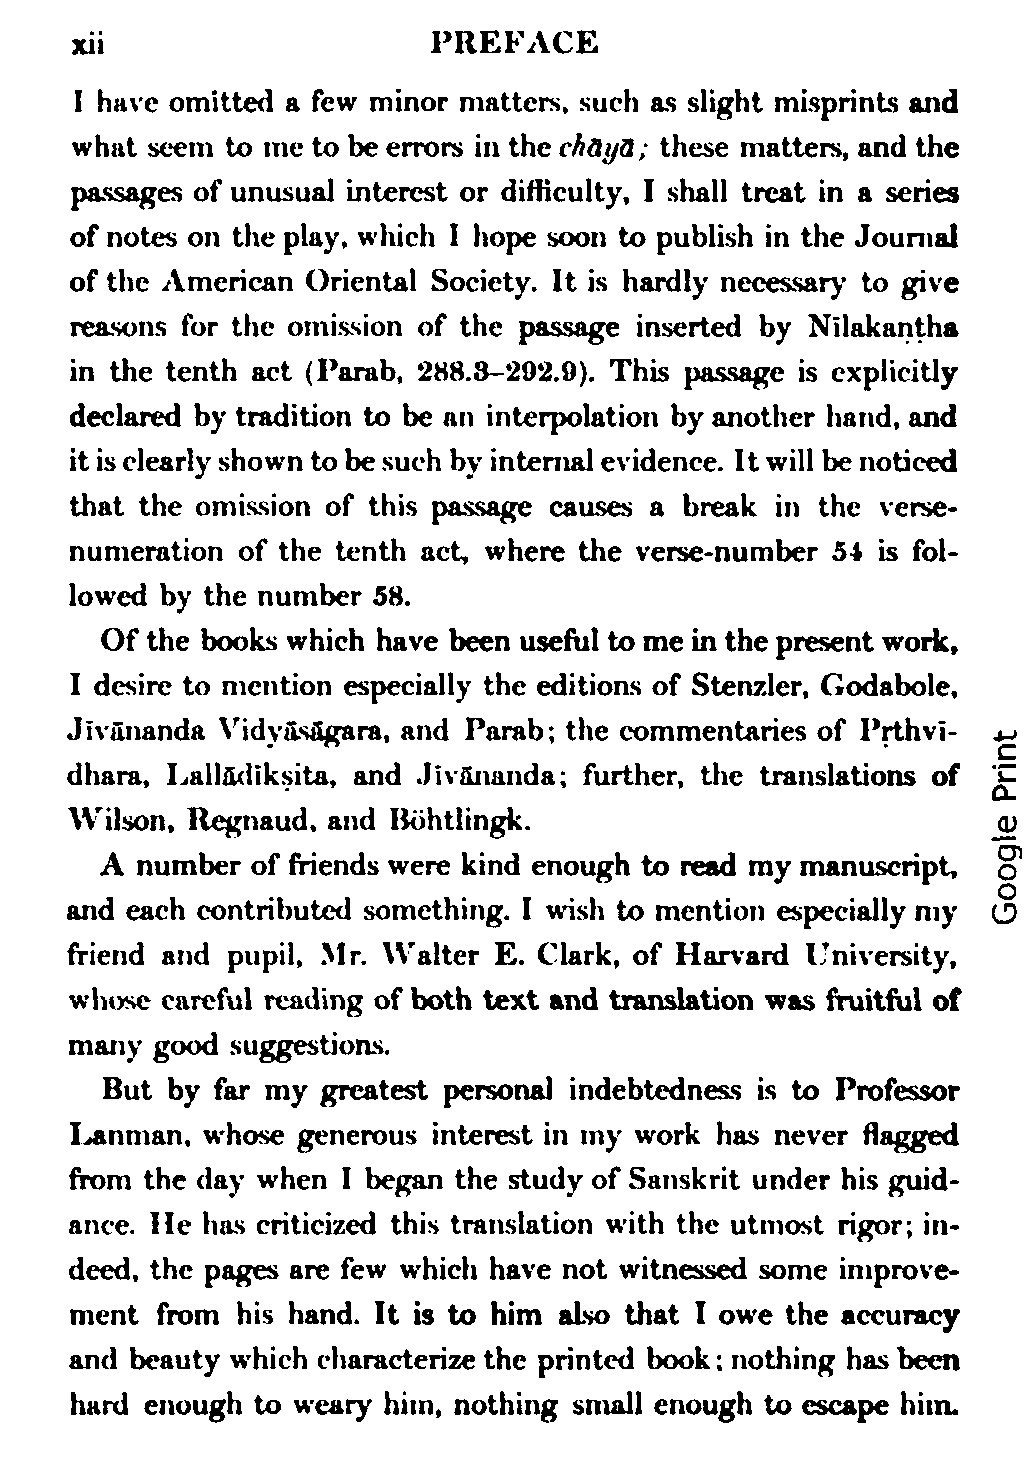 xii PREFACE
I have omitted a few minor matters, such as slight misprints and
what seem to me to be errors in the chāyā; these matters, and the
passages of unusual interest or difficulty, I shall treat in a series
of notes on the play, which I hope soon to publish in the Journal
of the American Oriental Society. It is hardly necessary to give
reasons for the omission of the passage inserted by Nīlakaṇṭha
in the tenth act (Parab, 288.3–292.9). This passage is explicitly
declared by tradition to be an interpolation by another hand, and
it is clearly shown to be such by internal evidence. It will be noticed
that the omission of this passage causes a break in the verse-
numeration of the tenth act, where the verse-number 54 is fol-
lowed by the number 58.
Of the books which have been useful to me in the present work,
I desire to mention especially the editions of Stenzler, Godabole,
Jīvānanda Vidyāsāgara, and Parab; the commentaries of Pṛthvī-
dhara, Lallādīkṣita, and Jīvānanda; further, the translations of
Wilson, Regnaud, and Böhtlingk.
A number of friends were kind enough to read my manuscript,
and each contributed something. I wish to mention especially my
friend and pupil, Mr. Walter E. Clark, of Harvard University,
whose careful reading of both text and translation was fruitful of
many good suggestions.
But by far my greatest personal indebtedness is to Professor
Lanman, whose generous interest in my work has never flagged
from the day when I began the study of Sanskrit under his guid-
ance. He has criticized this translation with the utmost rigor; in-
deed, the pages are few which have not witnessed some improve-
ment from his hand. It is to him also that I owe the accuracy
and beauty which characterize the printed book; nothing has been
hard enough to weary him, nothing small enough to escape him.
Google Print